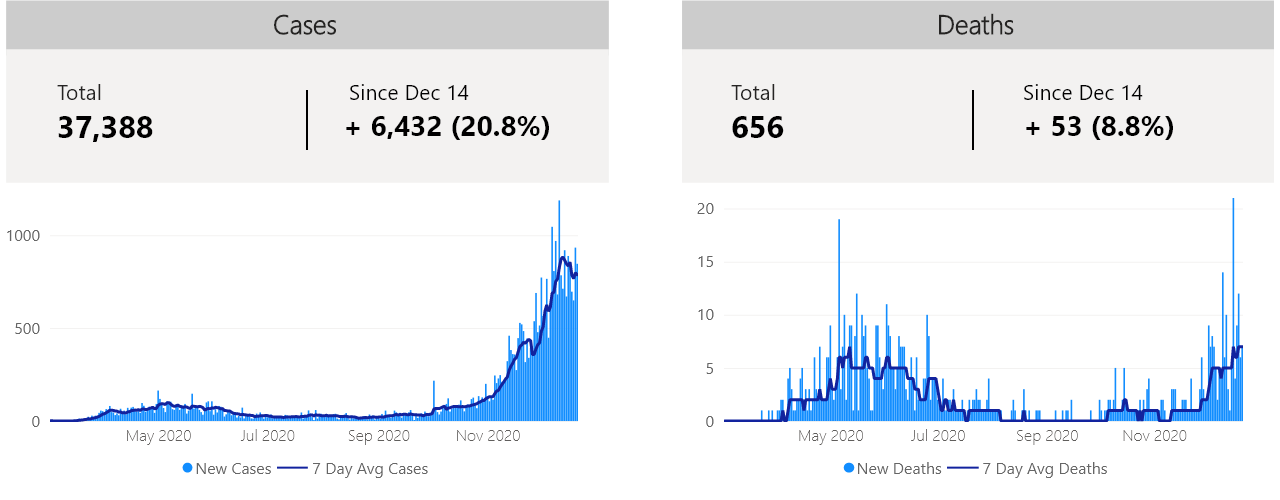 Cases
Total
37,388
Since Dec 14
+ 6,432 (20.8%)
1000
500
0
May 2020 Jul 2020 Sep 2020 Nov 2020
New Cases 7 Day Avg Cases
Deaths
Total
656
Since Dec 14
+ 53 (8.8%)
20
15
10
5
0
May 2020 Jul 2020 Sep 2020 Nov 2020
New Deaths 7 Day Avg Deaths